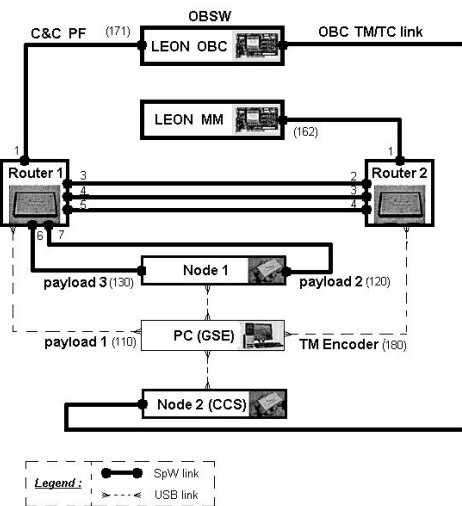 OBSW
C&C PF (171) LEON OBC OBC TM/TC link
LEON MM
(162)
1 1
Router 1 3 2 Router 2
4 3
5 4
6 7
Node 1
payload 3 (130) payload 2 (120)
PC (GSE)
payload 1 (110) TM Encoder (180)
Node 2 (CCS)
Legend : SpW link
USB link